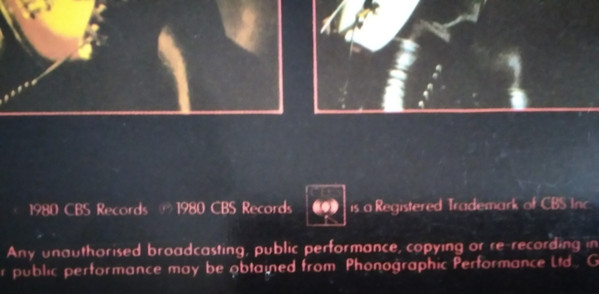 © 1980 CBS Records ℗ 1980 CBS Records CBS is a Registered Trademark of CBS Inc
Any unauthorised broadcasting, public performance, copying or re-recording in
r public performance may be obtained from Phonographic Performance Ltd., G